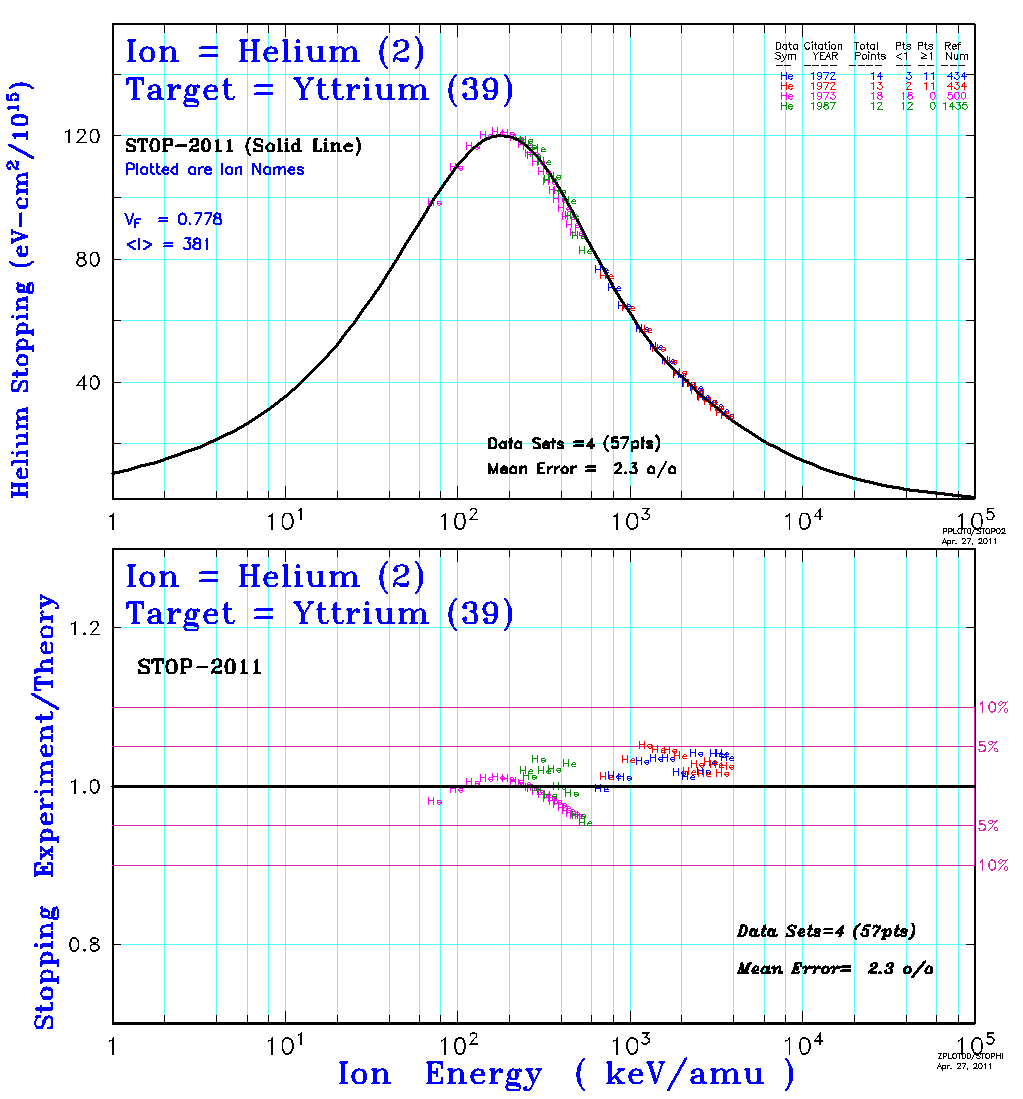 Ion = Helium (2)
Target = Yttrium (39)
STOP-2011 (Solid Line)
Plotted are Ion Names
VF = 0.778
<I> = 381
Data Citation Total Pts Pts Ref
Sym YEAR Points <1 ≥1 Num
He 1972 14 3 11 434
He 1972 13 2 11 434
He 1973 18 18 0 500
He 1987 12 12 0 1435
Helium Stopping (eV-cm²/10¹⁵)
120
80
40
Data Sets =4 (57pts)
Mean Error = 2.3 o/o
1 10¹ 10² 10³ 10⁴ 10⁵
Apr. 27, 2011
Ion = Helium (2)
Target = Yttrium (39)
STOP-2011
Stopping Experiment/Theory
1.2
1.0
0.8
10%
5%
5%
10%
Data Sets=4 (57pts)
Mean Error= 2.3 o/o
1 10¹ 10² 10³ 10⁴ 10⁵
Apr. 27, 2011
Ion Energy ( keV/amu )